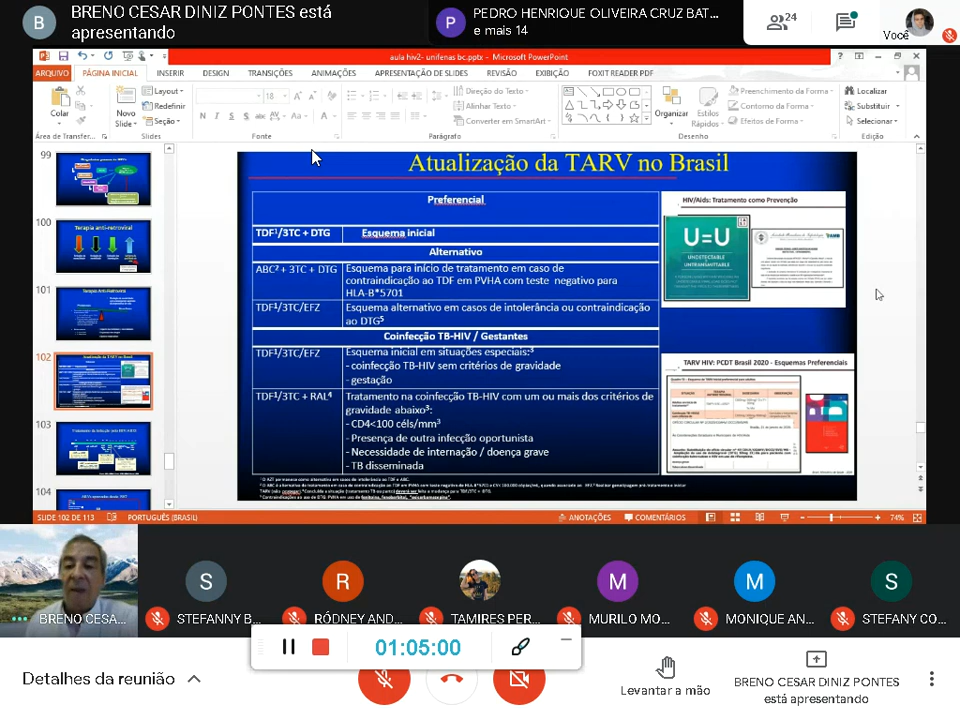 B
BRENO CESAR DINIZ PONTES está
apresentando
P
PEDRO HENRIQUE OLIVEIRA CRUZ BAT...
e mais 14
24
Você
aula hiv2- unifenas bc.pptx - Microsoft PowerPoint
ARQUIVO PÁGINA INICIAL INSERIR DESIGN TRANSIÇÕES ANIMAÇÕES APRESENTAÇÃO DE SLIDES REVISÃO EXIBIÇÃO FOXIT READER PDF
Colar
Novo
Slide
Layout
Redefinir
Seção
18
N I S S abc AV Aa A
Direção do Texto
Alinhar Texto
Converter em SmartArt
Organizar
Estilos
Rápidos
Preenchimento da Forma
Contorno da Forma
Efeitos de Forma
Localizar
Substituir
Selecionar
Área de Transfer... Slides Fonte Parágrafo Desenho Edição
99
100
Terapia anti-retroviral
101
Terapia Anti-Retroviral
102
Atualização da TARV no Brasil
103
104
Atualização da TARV no Brasil
Preferencial
TDF¹/3TC + DTG Esquema inicial
Alternativo
ABC² + 3TC + DTG Esquema para início de tratamento em caso de
contraindicação ao TDF em PVHA com teste negativo para
HLA-B*5701
TDF¹/3TC/EFZ Esquema alternativo em casos de intolerância ou contraindicação
ao DTG⁵
Coinfecção TB-HIV / Gestantes
TDF¹/3TC/EFZ Esquema inicial em situações especiais:³
- coinfecção TB-HIV sem critérios de gravidade
- gestação
TDF¹/3TC + RAL⁴ Tratamento na coinfecção TB-HIV com um ou mais dos critérios de
gravidade abaixo³:
- CD4<100 céls/mm³
- Presença de outra infecção oportunista
- Necessidade de internação / doença grave
- TB disseminada
HIV/Aids: Tratamento como Prevenção
U=U
UNDETECTABLE
UNTRANSMITTABLE
TARV HIV: PCDT Brasil 2020 - Esquemas Preferenciais
SLIDE 102 DE 113 PORTUGUÊS (BRASIL) ANOTAÇÕES COMENTÁRIOS 74%
BRENO CESA...
S
STEFANNY B...
R
RÓDNEY AND...
TAMIRES PER...
M
MURILO MO...
M
MONIQUE AN...
S
STEFANY CO...
01:05:00
Detalhes da reunião
Levantar a mão
BRENO CESAR DINIZ PONTES
está apresentando